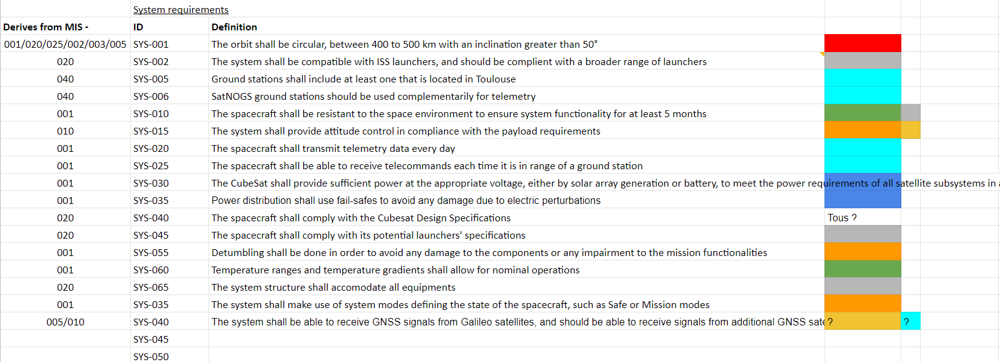 System requirements
Derives from MIS - ID Definition
001/020/025/002/003/005 SYS-001 The orbit shall be circular, between 400 to 500 km with an inclination greater than 50°
020 SYS-002 The system shall be compatible with ISS launchers, and should be complient with a broader range of launchers
040 SYS-005 Ground stations shall include at least one that is located in Toulouse
040 SYS-006 SatNOGS ground stations should be used complementarily for telemetry
001 SYS-010 The spacecraft shall be resistant to the space environment to ensure system functionality for at least 5 months
010 SYS-015 The system shall provide attitude control in compliance with the payload requirements
001 SYS-020 The spacecraft shall transmit telemetry data every day
001 SYS-025 The spacecraft shall be able to receive telecommands each time it is in range of a ground station
001 SYS-030 The CubeSat shall provide sufficient power at the appropriate voltage, either by solar array generation or battery, to meet the power requirements of all satellite subsystems in
001 SYS-035 Power distribution shall use fail-safes to avoid any damage due to electric perturbations
020 SYS-040 The spacecraft shall comply with the Cubesat Design Specifications Tous ?
020 SYS-045 The spacecraft shall comply with its potential launchers' specifications
001 SYS-055 Detumbling shall be done in order to avoid any damage to the components or any impairment to the mission functionalities
001 SYS-060 Temperature ranges and temperature gradients shall allow for nominal operations
020 SYS-065 The system structure shall accomodate all equipments
001 SYS-035 The system shall make use of system modes defining the state of the spacecraft, such as Safe or Mission modes
005/010 SYS-040 The system shall be able to receive GNSS signals from Galileo satellites, and should be able to receive signals from additional GNSS sate ? ?
SYS-045
SYS-050